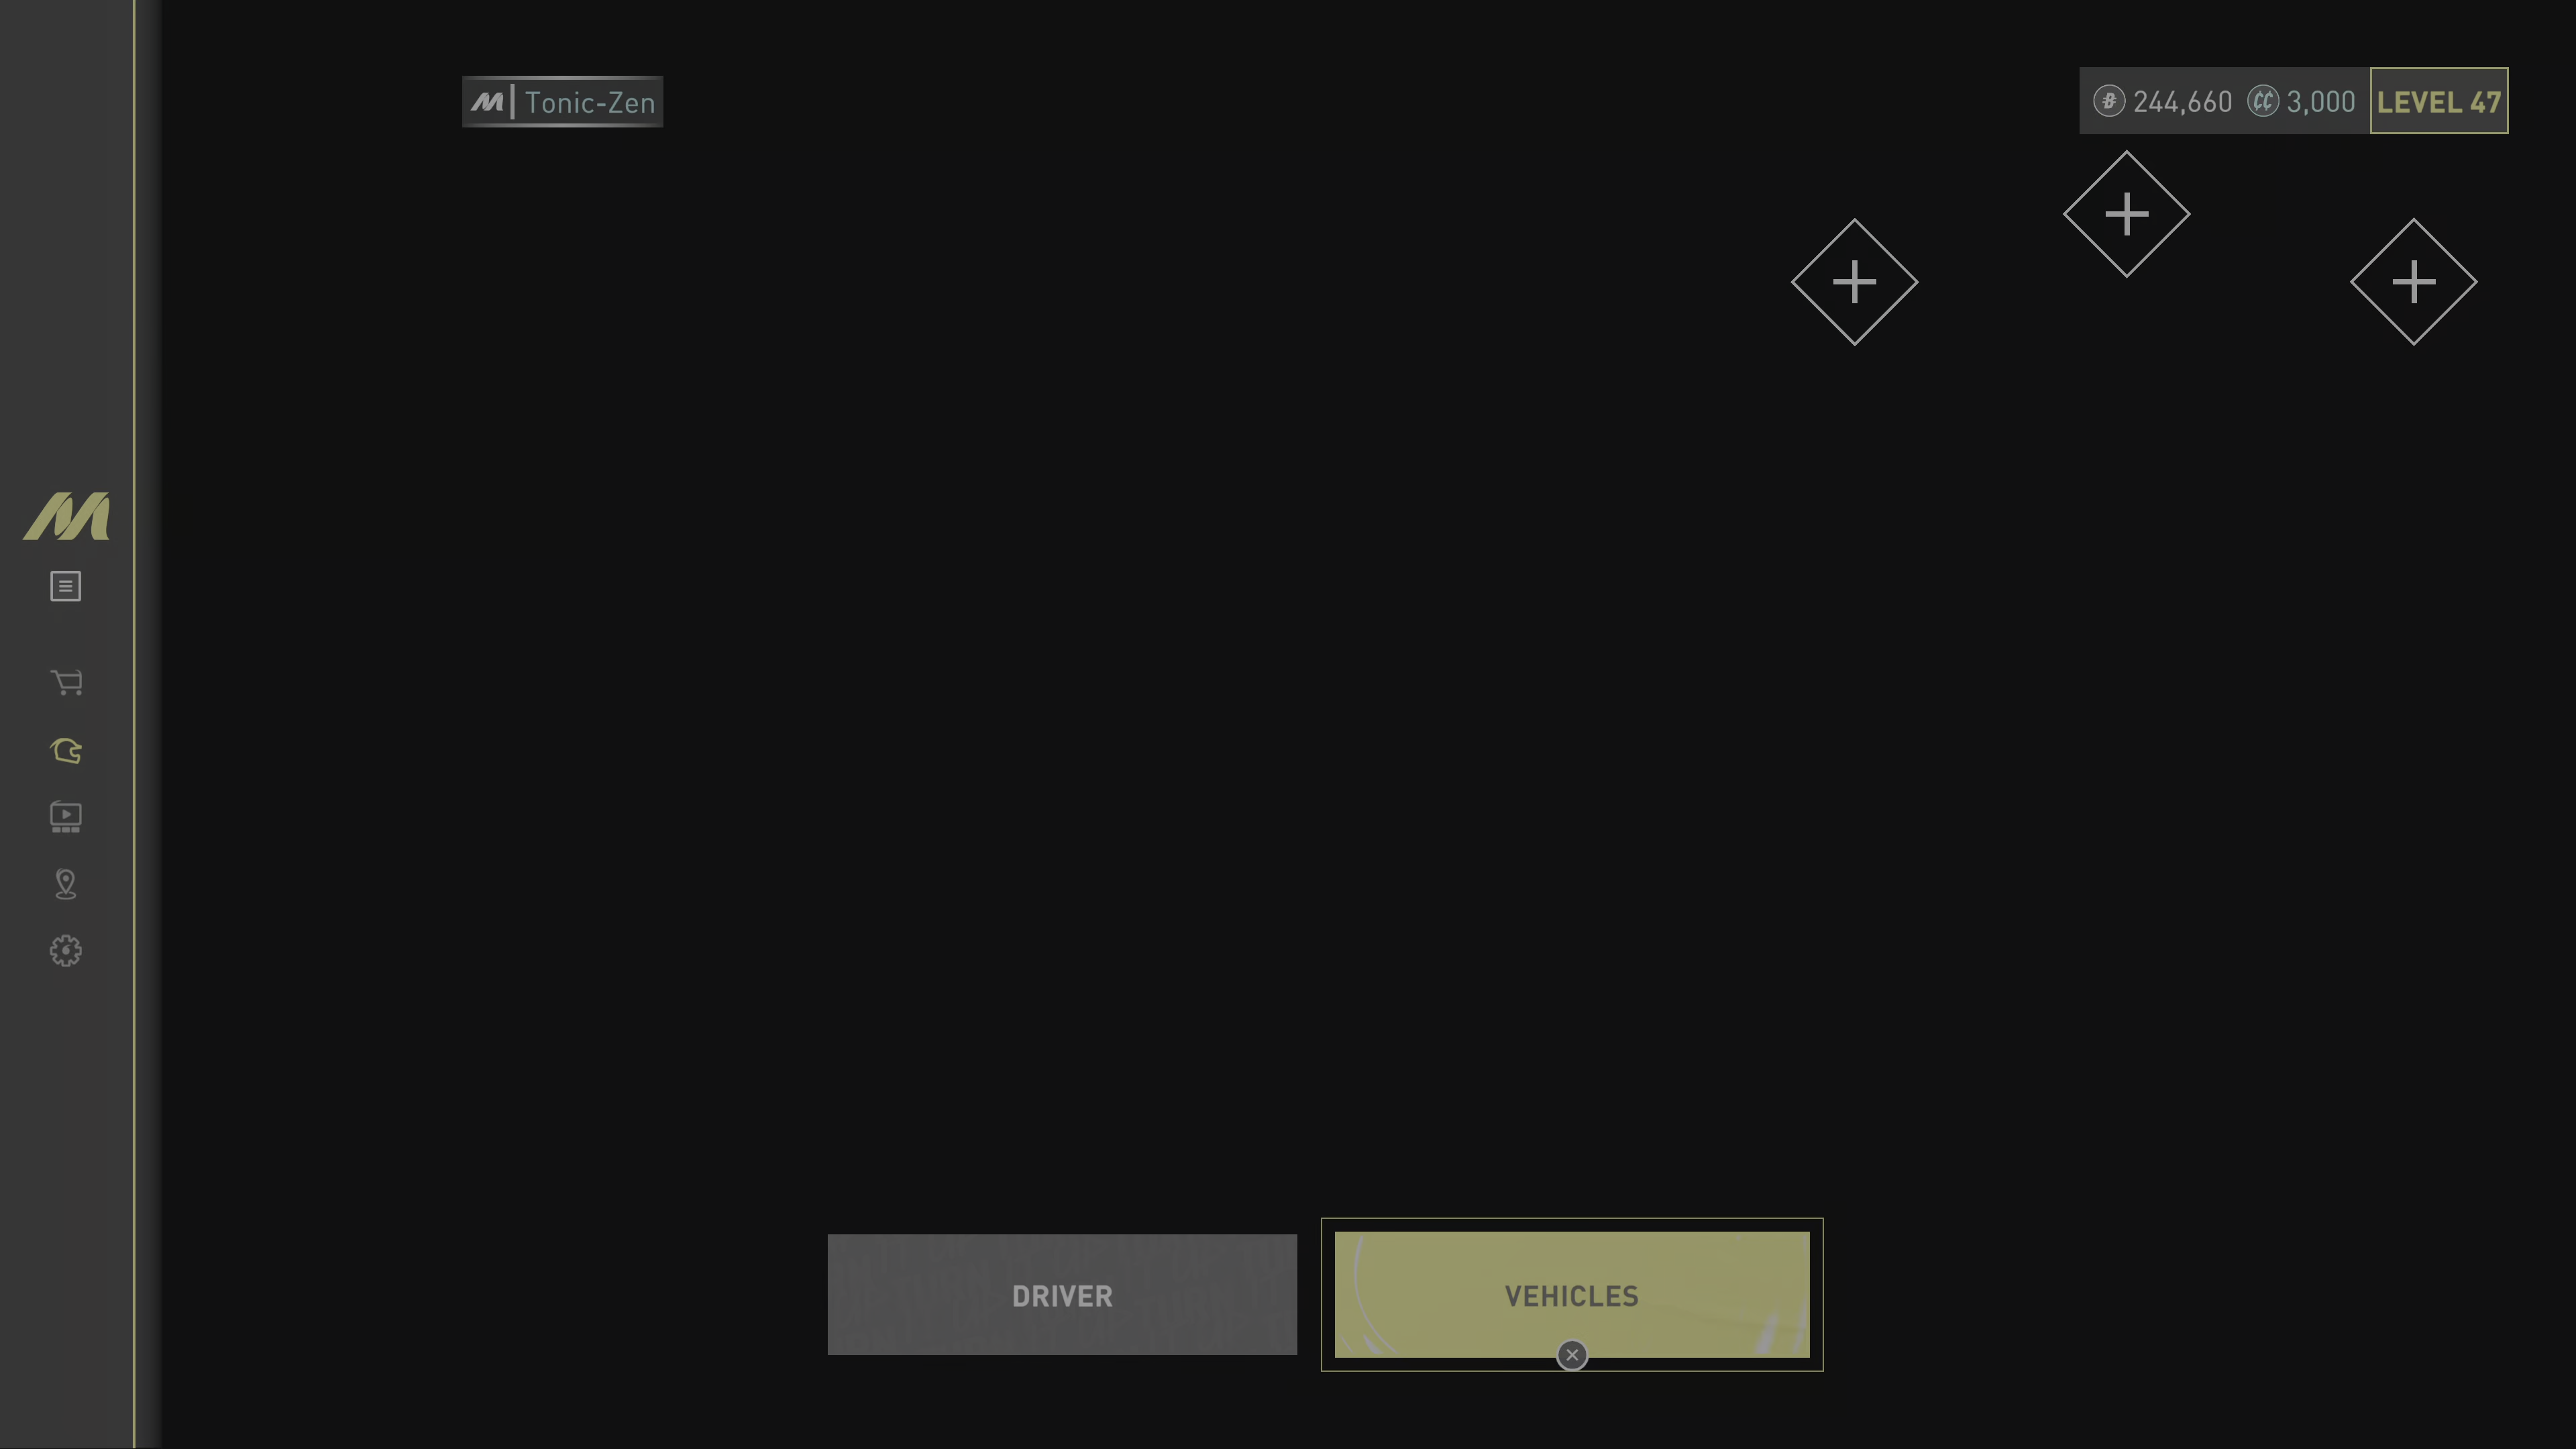 Tonic-Zen
244,660
3,000
LEVEL 47
DRIVER
VEHICLES